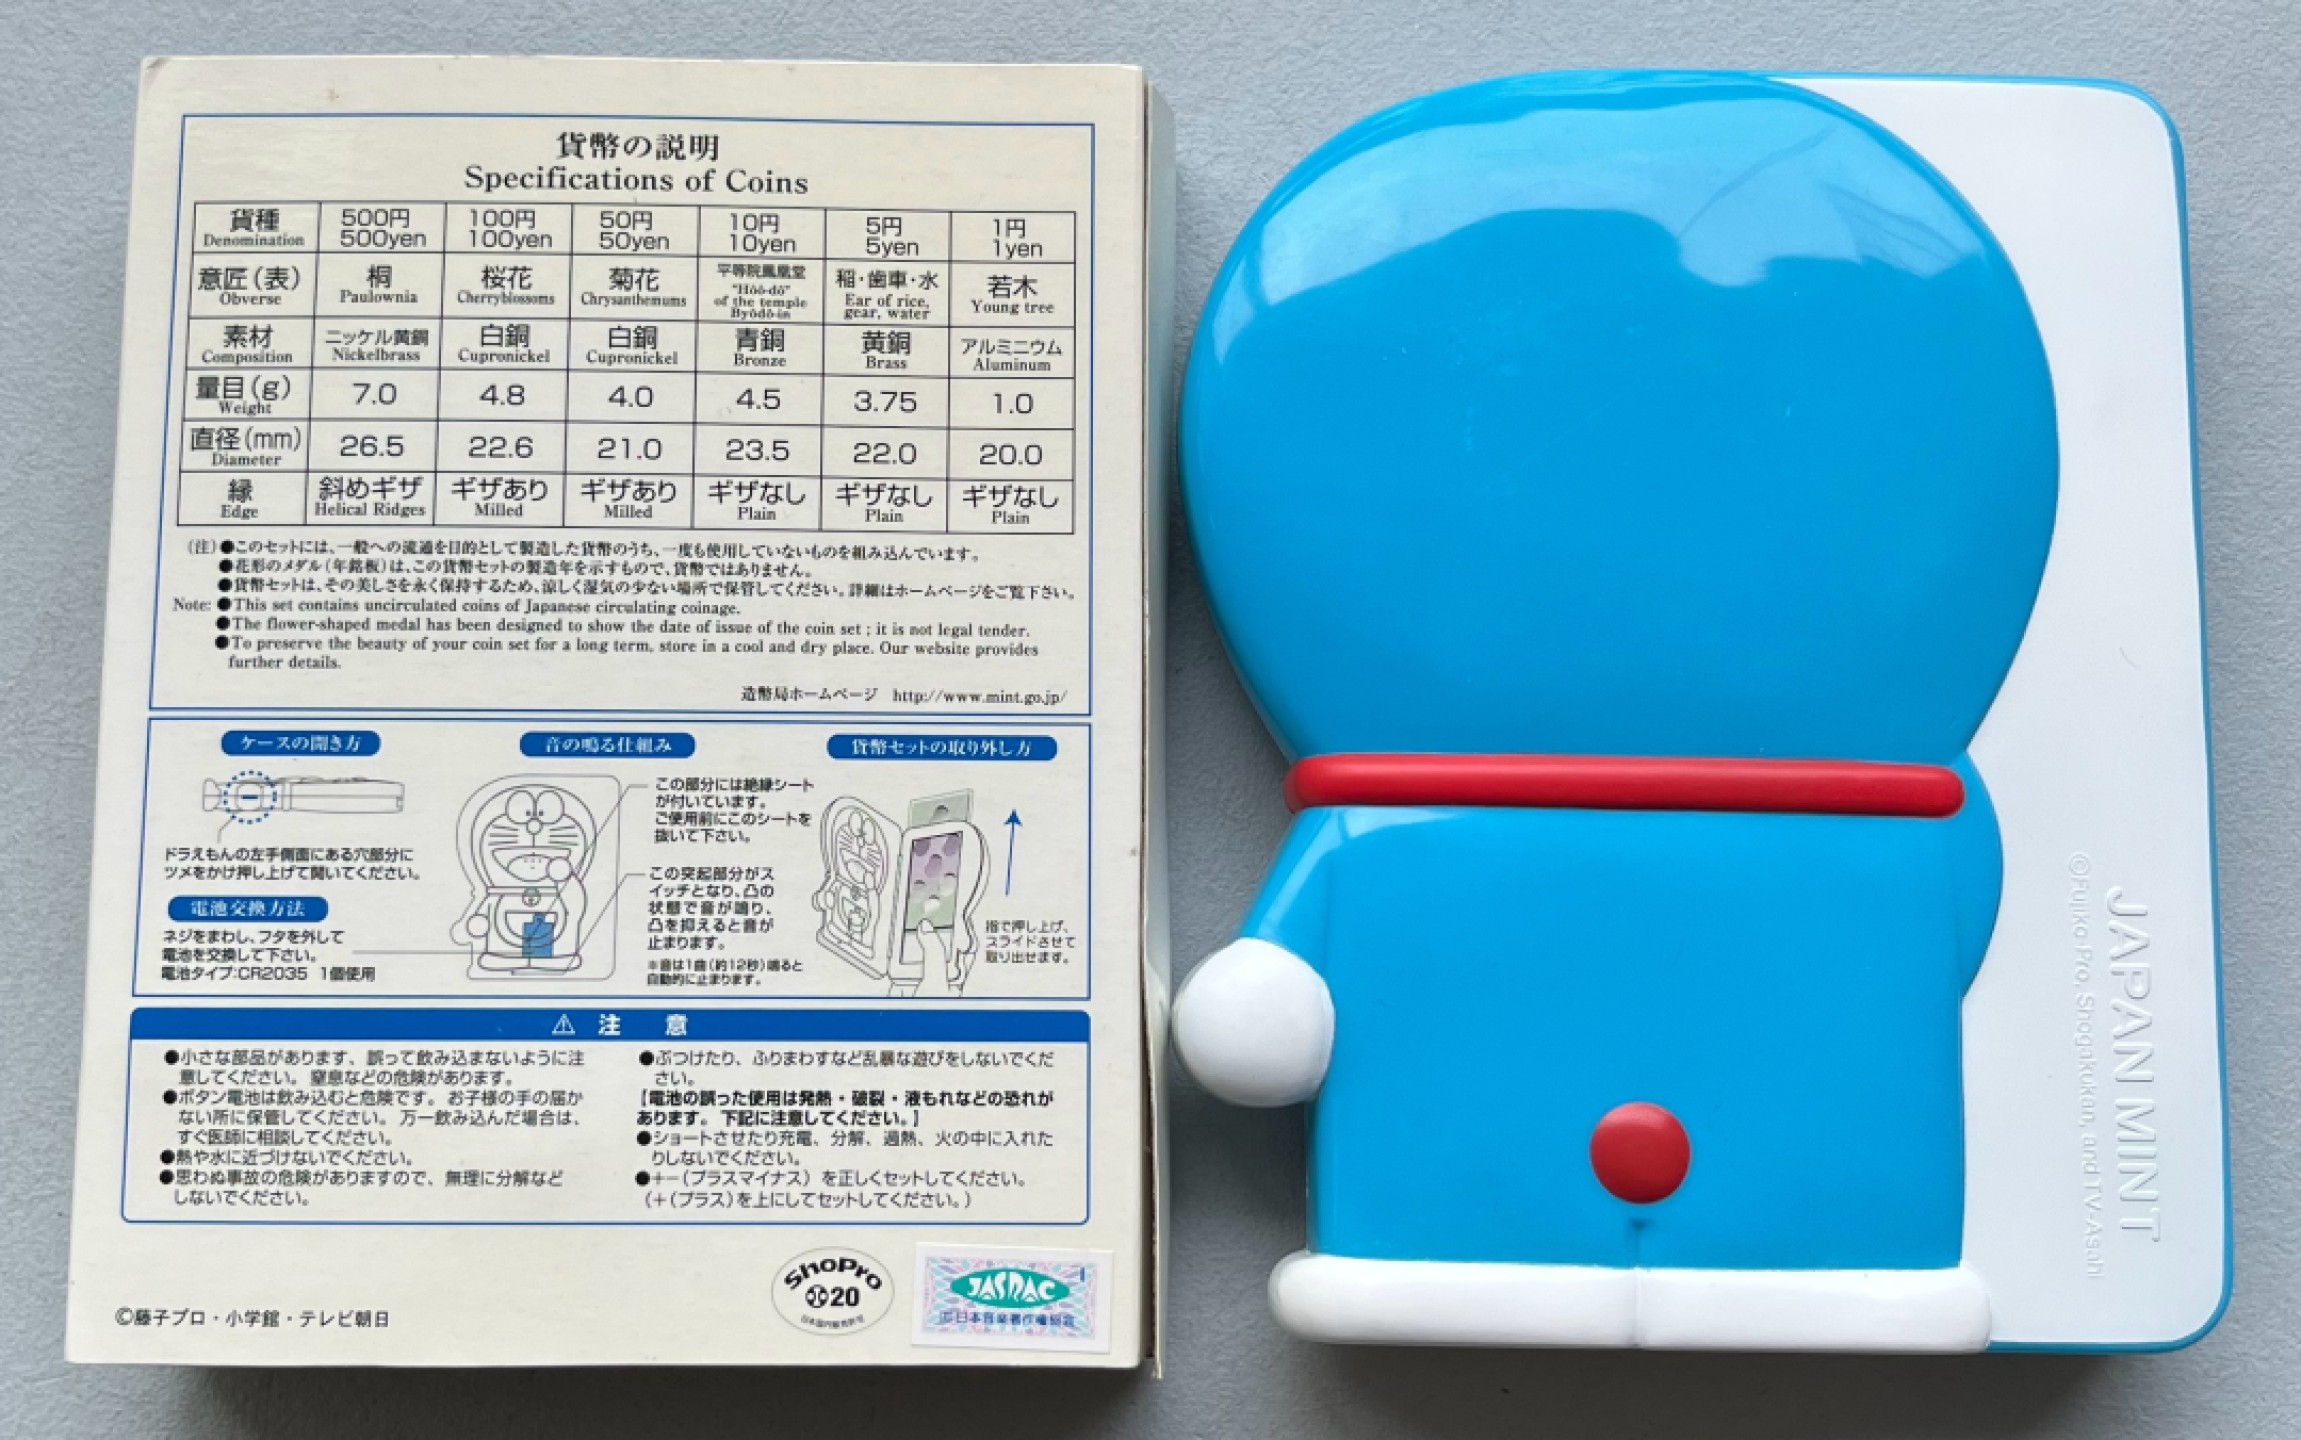 貨幣の説明
Specifications of Coins
貨種 Denomination 500円 500yen 100円 100yen 50円 50yen 10円 10yen 5円 5yen 1円 1yen
意匠(表) Obverse 桐 Paulownia 桜花 Cherryblossoms 菊花 Chrysanthemums 平等院鳳凰堂 "Hōō-dō" of the temple Byōdō-in 稲・歯車・水 Ear of rice, gear, water 若木 Young tree
素材 Composition ニッケル黄銅 Nickelbrass 白銅 Cupronickel 白銅 Cupronickel 青銅 Bronze 黄銅 Brass アルミニウム Aluminum
量目(g) Weight 7.0 4.8 4.0 4.5 3.75 1.0
直径(mm) Diameter 26.5 22.6 21.0 23.5 22.0 20.0
縁 Edge 斜めギザ Helical Ridges ギザあり Milled ギザあり Milled ギザなし Plain ギザなし Plain ギザなし Plain
(注)●このセットには、一般への流通を目的として製造した貨幣のうち、一度も使用していないものを組み込んでいます。
●花形のメダル(年銘板)は、この貨幣セットの製造年を示すもので、貨幣ではありません。
●貨幣セットは、その美しさを永く保持するため、涼しく湿気の少ない場所で保管してください。詳細はホームページをご覧下さい。
Note: ●This set contains uncirculated coins of Japanese circulating coinage.
●The flower-shaped medal has been designed to show the date of issue of the coin set ; it is not legal tender.
●To preserve the beauty of your coin set for a long term, store in a cool and dry place. Our website provides
further details.
造幣局ホームページ http://www.mint.go.jp/
ケースの開き方
ドラえもんの左手側面にある穴部分に
ツメをかけ押し上げて開いてください。
電池交換方法
ネジをまわし、フタを外して
電池を交換して下さい。
電池タイプ:CR2035 1個使用
音の鳴る仕組み
この部分には絶縁シート
が付いています。
ご使用前にこのシートを
抜いて下さい。
この突起部分がス
イッチとなり、凸の
状態で音が鳴り、
凸を抑えると音が
止まります。
※音は1曲(約12秒)鳴ると
自動的に止まります。
貨幣セットの取り外し方
指で押し上げ、
スライドさせて
取り出せます。
⚠ 注 意
●小さな部品があります、誤って飲み込まないように注
意してください。窒息などの危険があります。
●ボタン電池は飲み込むと危険です。お子様の手の届か
ない所に保管してください。万一飲み込んだ場合は、
すぐ医師に相談してください。
●熱や水に近づけないでください。
●思わぬ事故の危険がありますので、無理に分解など
しないでください。
●ぶつけたり、ふりまわすなど乱暴な遊びをしないでくだ
さい。
【電池の誤った使用は発熱・破裂・液もれなどの恐れが
あります。下記に注意してください。】
●ショートさせたり充電、分解、過熱、火の中に入れた
りしないでください。
●+-(プラスマイナス)を正しくセットしてください。
(+(プラス)を上にしてセットしてください。)
©藤子プロ・小学館・テレビ朝日
ShoPro
20
JASRAC
JAPAN MINT
©Fujiko-Pro, Shogakukan, and TV-Asahi